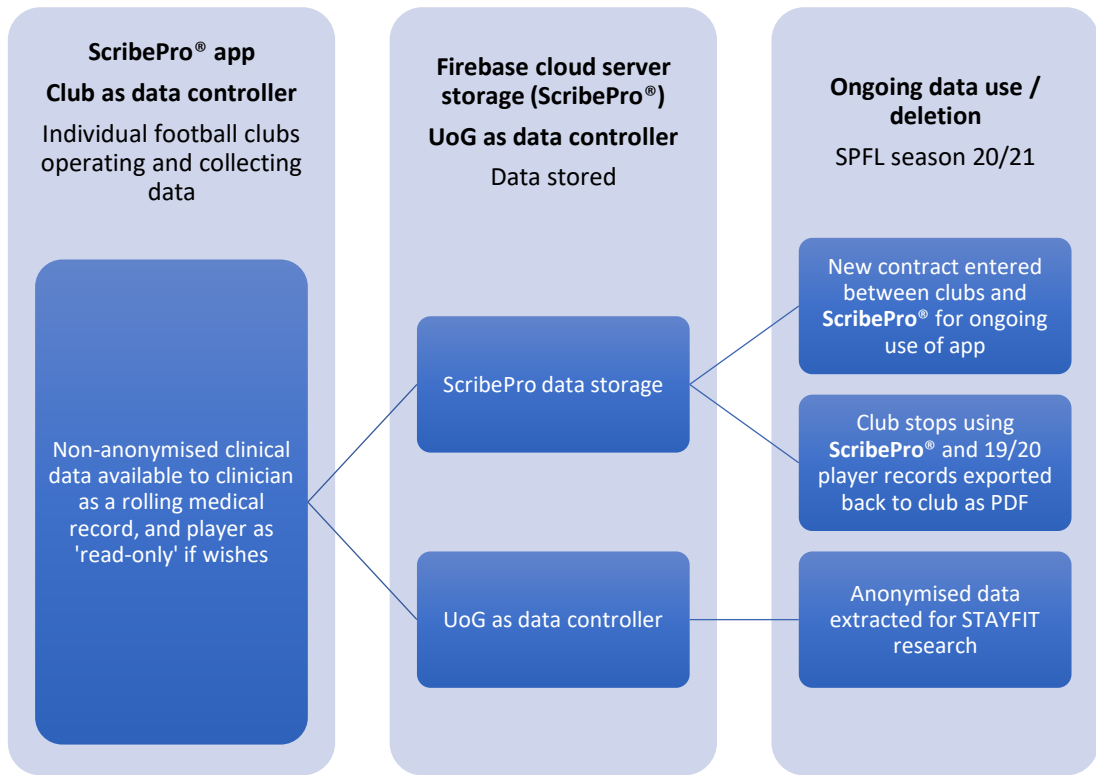 ScribePro® app
Club as data controller
Individual football clubs
operating and collecting
data
Non-anonymised clinical
data available to clinician
as a rolling medical
record, and player as
'read-only' if wishes
Firebase cloud server
storage (ScribePro®)
UoG as data controller
Data stored
ScribePro data storage
UoG as data controller
Ongoing data use /
deletion
SPFL season 20/21
New contract entered
between clubs and
ScribePro® for ongoing
use of app
Club stops using
ScribePro® and 19/20
player records exported
back to club as PDF
Anonymised data
extracted for STAYFIT
research